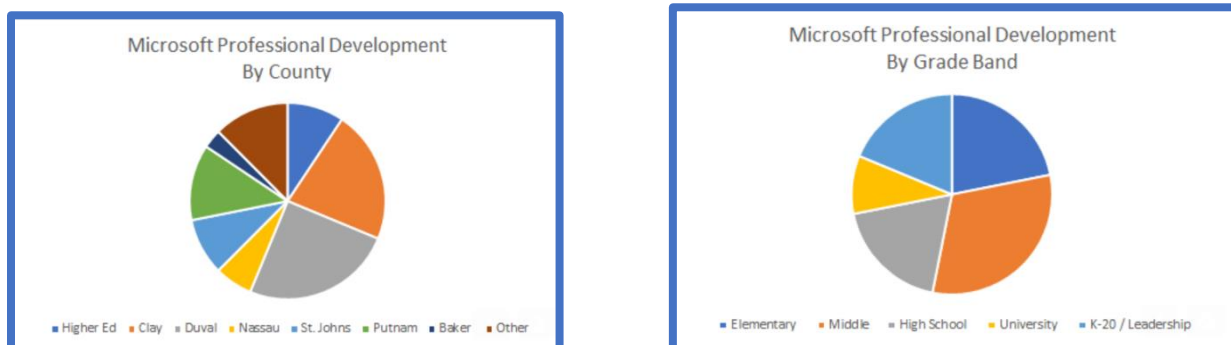 Microsoft Professional Development
By County
Higher Ed Clay Duval Nassau St. Johns Putnam Baker Other
Microsoft Professional Development
By Grade Band
Elementary Middle High School University K-20 / Leadership